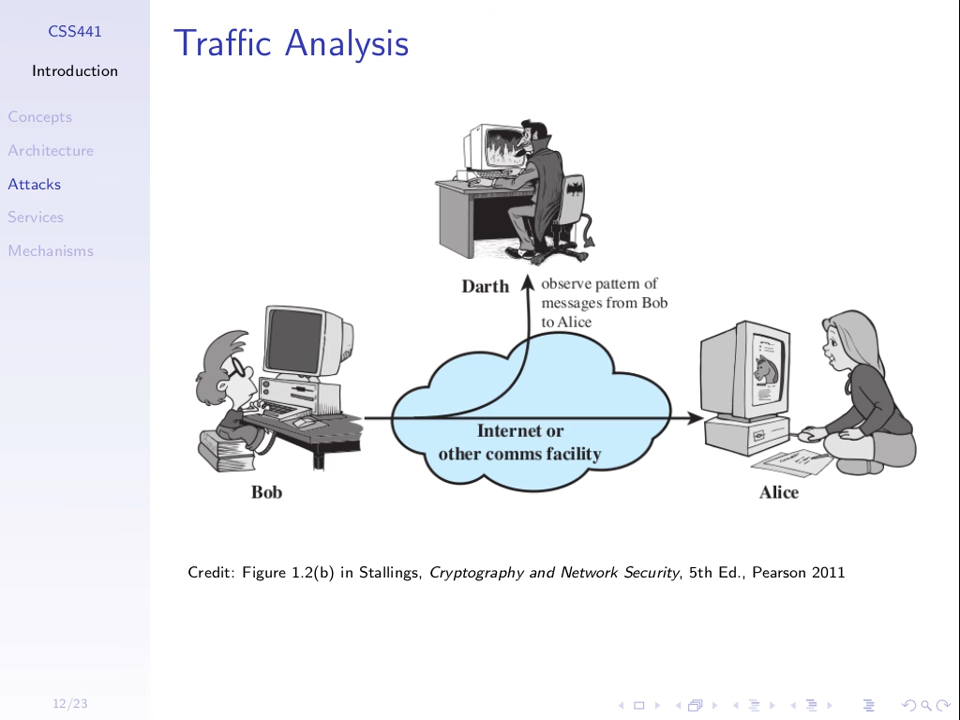 CSS441
Introduction
Concepts
Architecture
Attacks
Services
Mechanisms
Traffic Analysis
Darth
observe pattern of
messages from Bob
to Alice
Internet or
other comms facility
Bob
Alice
Credit: Figure 1.2(b) in Stallings, Cryptography and Network Security, 5th Ed., Pearson 2011
12/23